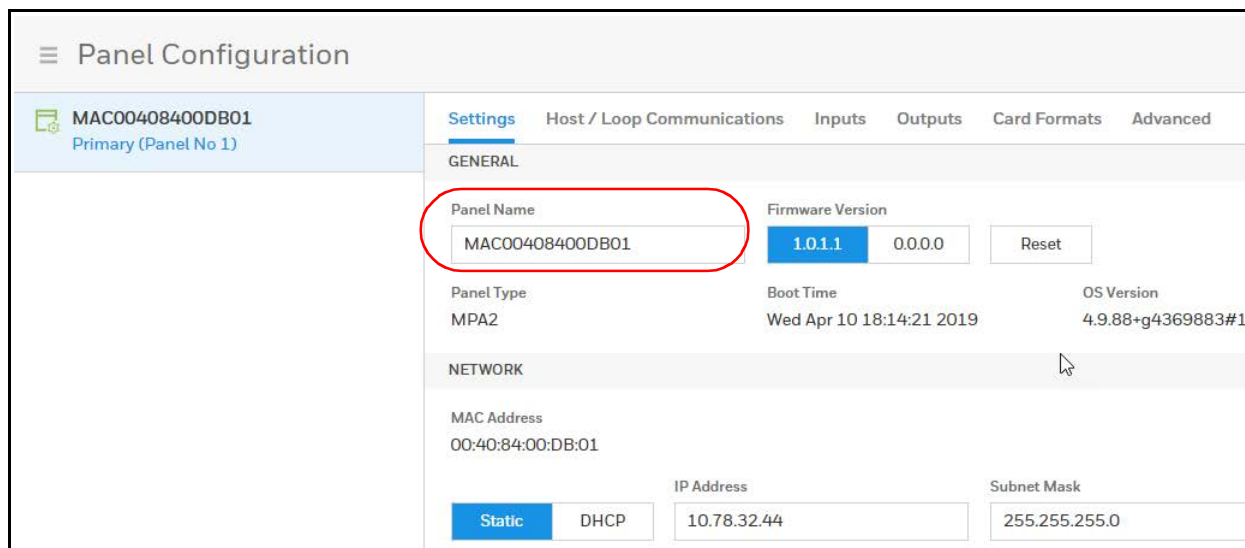 Panel Configuration
MAC00408400DB01
Primary (Panel No 1)
Settings Host / Loop Communications Inputs Outputs Card Formats Advanced
GENERAL
Panel Name Firmware Version
MAC00408400DB01 1.0.1.1 0.0.0.0 Reset
Panel Type Boot Time OS Version
MPA2 Wed Apr 10 18:14:21 2019 4.9.88+g4369883#1
NETWORK
MAC Address
00:40:84:00:DB:01
IP Address Subnet Mask
Static DHCP 10.78.32.44 255.255.255.0